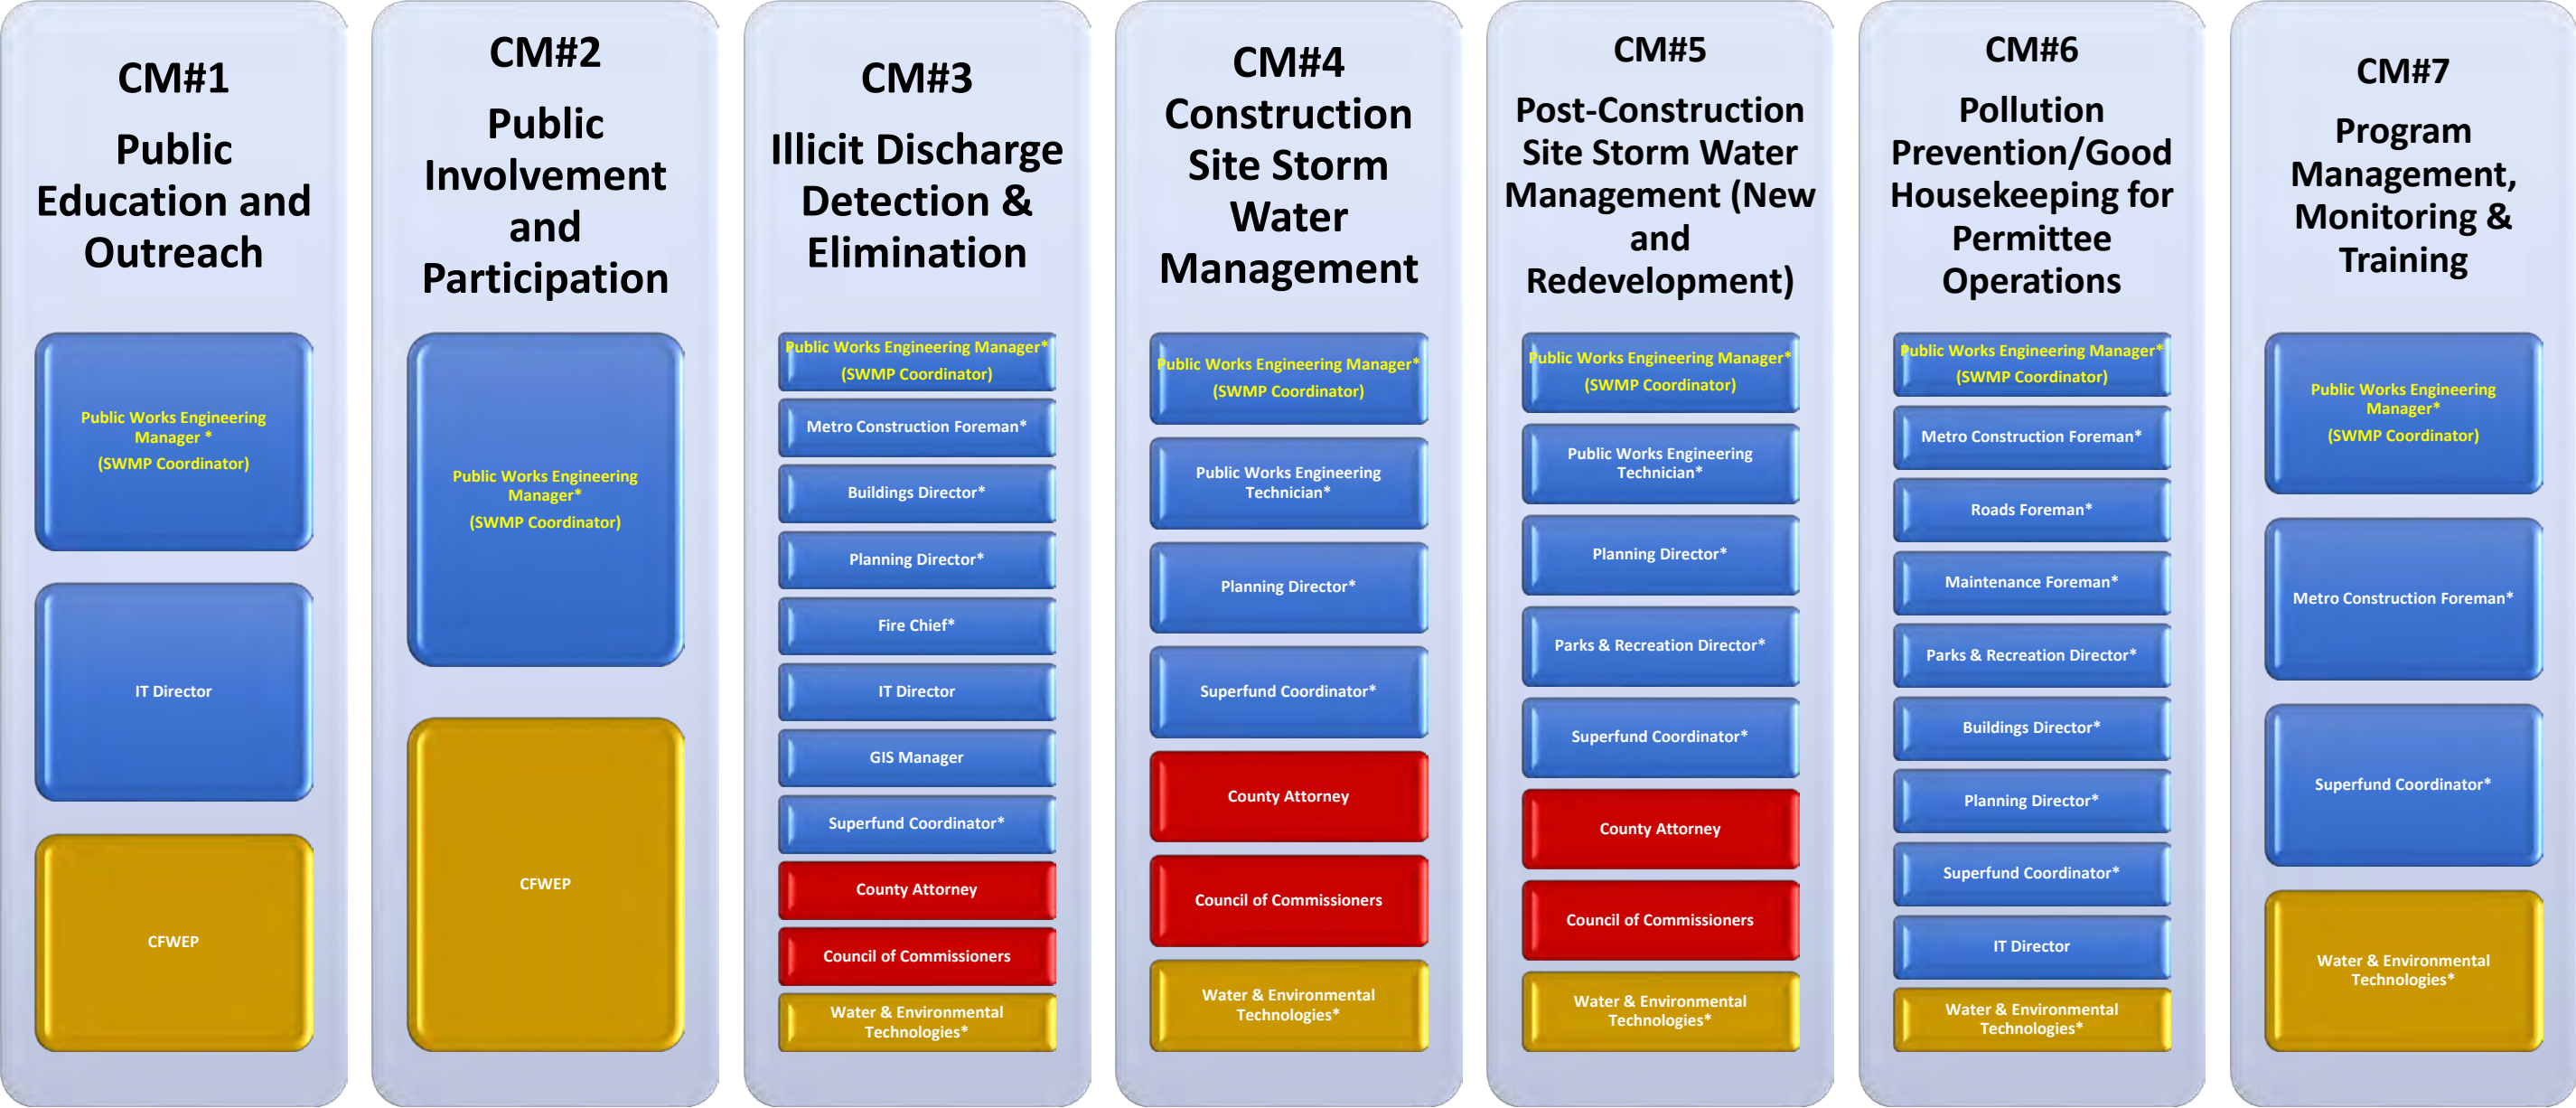 CM#1
Public
Education and
Outreach
Public Works Engineering
Manager *
(SWMP Coordinator)
IT Director
CFWEP
CM#2
Public
Involvement
and
Participation
Public Works Engineering
Manager*
(SWMP Coordinator)
CFWEP
CM#3
Illicit Discharge
Detection &
Elimination
Public Works Engineering Manager*
(SWMP Coordinator)
Metro Construction Foreman*
Buildings Director*
Planning Director*
Fire Chief*
IT Director
GIS Manager
Superfund Coordinator*
County Attorney
Council of Commissioners
Water & Environmental
Technologies*
CM#4
Construction
Site Storm
Water
Management
Public Works Engineering Manager*
(SWMP Coordinator)
Public Works Engineering
Technician*
Planning Director*
Superfund Coordinator*
County Attorney
Council of Commissioners
Water & Environmental
Technologies*
CM#5
Post-Construction
Site Storm Water
Management (New
and
Redevelopment)
Public Works Engineering Manager*
(SWMP Coordinator)
Public Works Engineering
Technician*
Planning Director*
Parks & Recreation Director*
Superfund Coordinator*
County Attorney
Council of Commissioners
Water & Environmental
Technologies*
CM#6
Pollution
Prevention/Good
Housekeeping for
Permittee
Operations
Public Works Engineering Manager*
(SWMP Coordinator)
Metro Construction Foreman*
Roads Foreman*
Maintenance Foreman*
Parks & Recreation Director*
Buildings Director*
Planning Director*
Superfund Coordinator*
IT Director
Water & Environmental
Technologies*
CM#7
Program
Management,
Monitoring &
Training
Public Works Engineering
Manager*
(SWMP Coordinator)
Metro Construction Foreman*
Superfund Coordinator*
Water & Environmental
Technologies*